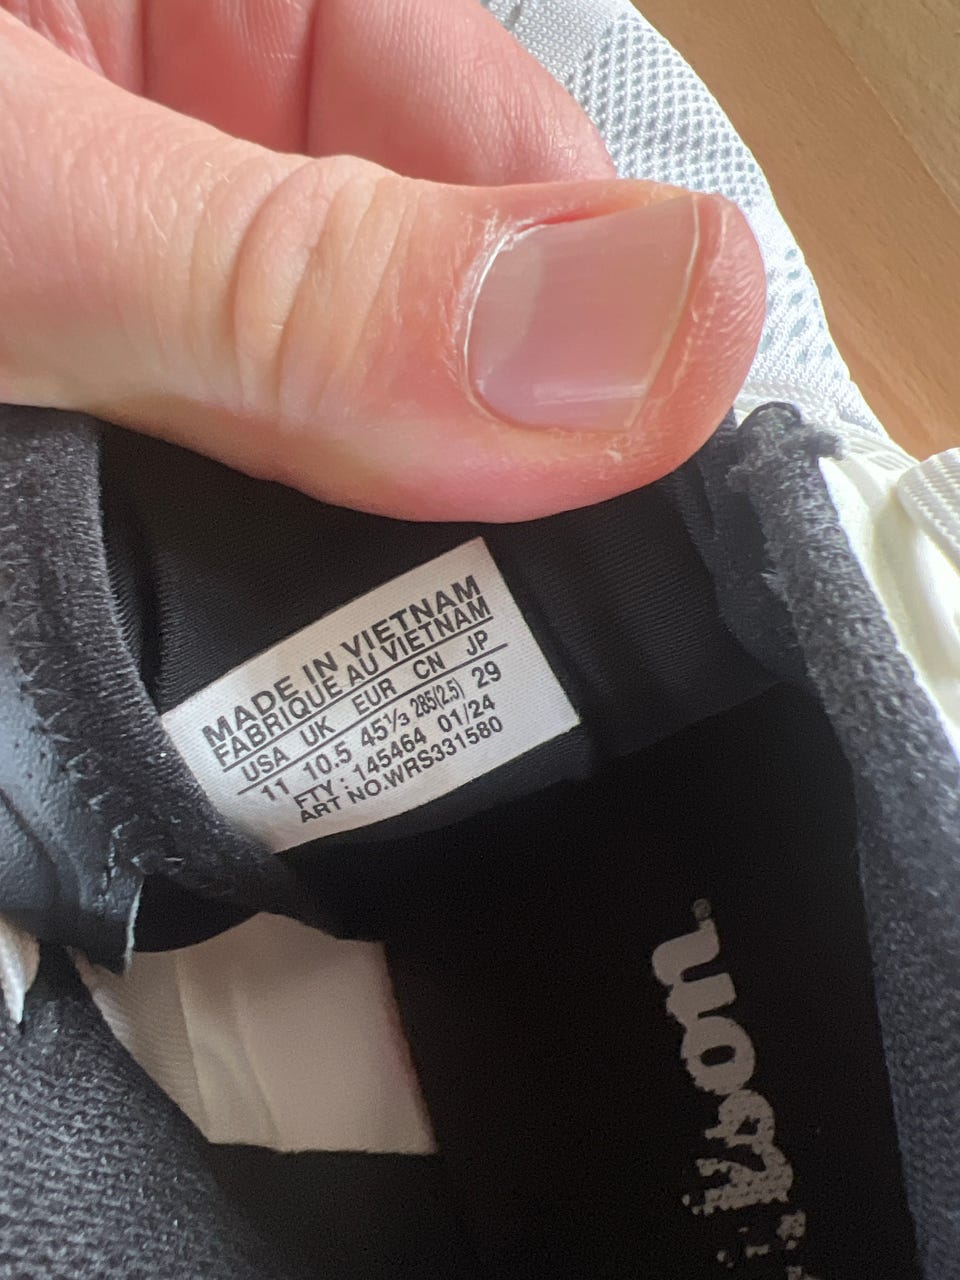 MADE IN VIETNAM
FABRIQUE AU VIETNAM
USA UK EUR CN JP
11 10.5 45⅓ 285(2.5) 29
FTY : 145464 01/24
ART NO.WRS331580